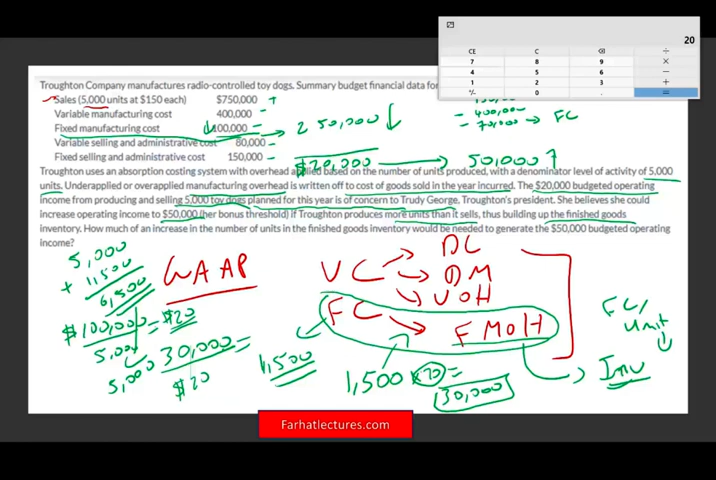 CE C ⌫ ÷
20
7 8 9 ×
4 5 6 −
1 2 3 +
+/- 0 . =
Troughton Company manufactures radio-controlled toy dogs. Summary budget financial data for
Sales (5,000 units at $150 each) $750,000 +
Variable manufacturing cost 400,000 −
Fixed manufacturing cost 100,000 −
Variable selling and administrative cost 80,000 −
Fixed selling and administrative cost 150,000 −
250,000 ↓
− 400,000
− 70,000 → FC
$20,000 → 50,000 ↑
Troughton uses an absorption costing system with overhead applied based on the number of units produced, with a denominator level of activity of 5,000
units. Underapplied or overapplied manufacturing overhead is written off to cost of goods sold in the year incurred. The $20,000 budgeted operating
income from producing and selling 5,000 toy dogs planned for this year is of concern to Trudy George, Troughton's president. She believes she could
increase operating income to $50,000 (her bonus threshold) if Troughton produces more units than it sells, thus building up the finished goods
inventory. How much of an increase in the number of units in the finished goods inventory would be needed to generate the $50,000 budgeted operating
income?
5,000
+ 1,500
6,500
GAAP
VC → DL
DM
VOH
FC → FMOH
FC/
Unit
↓
Inv
$100,000 = $20
5,000
5,000
30,000 =
$20
1,500
1,500 × 20 =
30,000
Farhatlectures.com